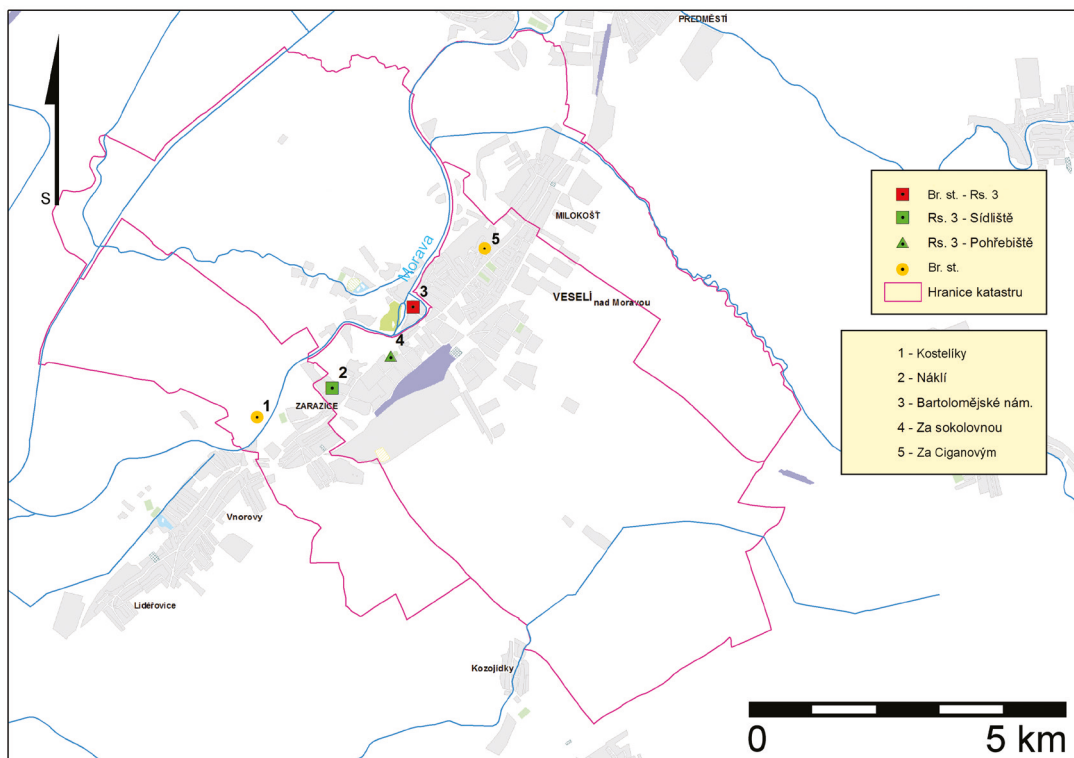 PŘEDMĚSTÍ
S
MILOKOŠŤ
5
Morava
VESELÍ
nad Moravou
3
4
2
ZARAZICE
1
Vnorovy
Lidéřovice
Kozojídky
Br. st. - Rs. 3
Rs. 3 - Sídliště
Rs. 3 - Pohřebiště
Br. st.
Hranice katastru
1 - Kostelíky
2 - Náklí
3 - Bartolomějské nám.
4 - Za sokolovnou
5 - Za Ciganovým
0 5 km